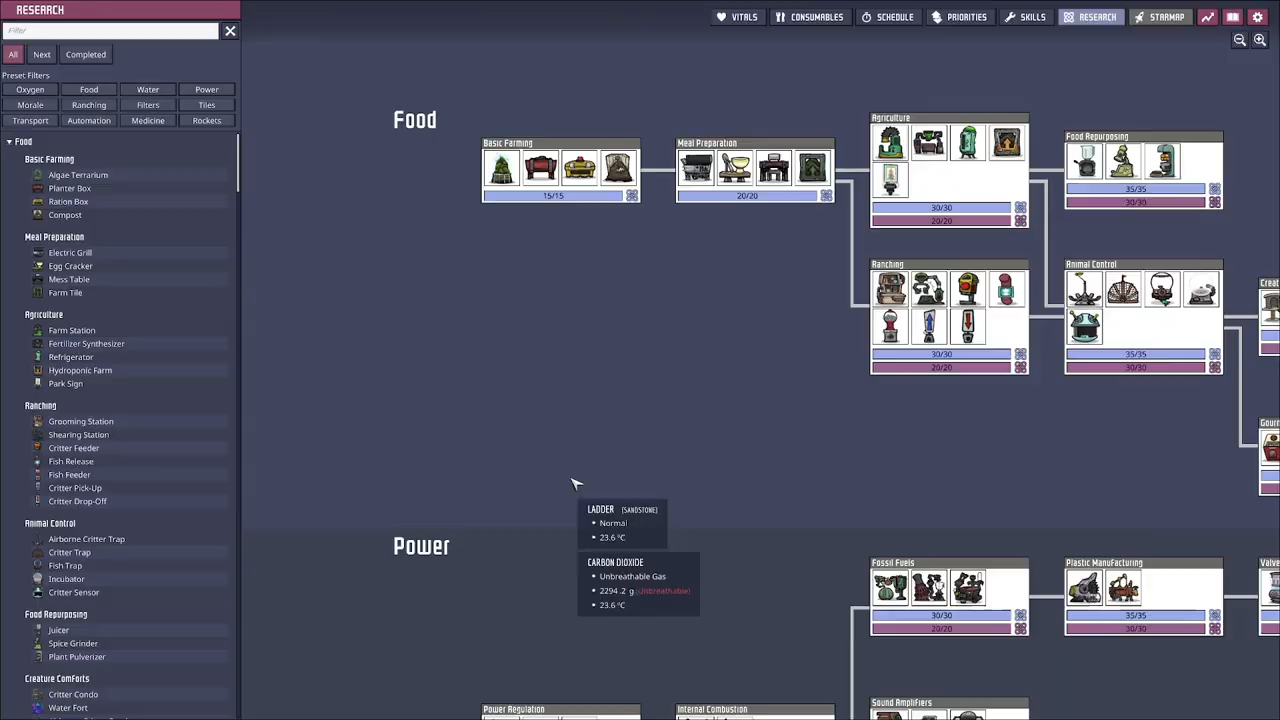 RESEARCH
VITALS
CONSUMABLES
SCHEDULE
PRIORITIES
SKILLS
RESEARCH
STARMAP
Filter
All
Next
Completed
Preset Filters
Oxygen
Food
Water
Power
Morale
Ranching
Filters
Tiles
Transport
Automation
Medicine
Rockets
Food
Basic Farming
Algae Terrarium
Planter Box
Ration Box
Compost
Meal Preparation
Electric Grill
Egg Cracker
Mess Table
Farm Tile
Agriculture
Farm Station
Fertilizer Synthesizer
Refrigerator
Hydroponic Farm
Park Sign
Ranching
Grooming Station
Shearing Station
Critter Feeder
Fish Release
Fish Feeder
Critter Pick-Up
Critter Drop-Off
Animal Control
Airborne Critter Trap
Critter Trap
Fish Trap
Incubator
Critter Sensor
Food Repurposing
Juicer
Spice Grinder
Plant Pulverizer
Creature Comforts
Critter Condo
Water Fort
Food
Basic Farming
15/15
Meal Preparation
20/20
Agriculture
30/30
20/20
Food Repurposing
35/35
30/30
Ranching
30/30
20/20
Animal Control
35/35
30/30
Creat
Gour
LADDER (SANDSTONE)
• Normal
• 23.6 ºC
CARBON DIOXIDE
• Unbreathable Gas
• 2294.2 g (Unbreathable)
• 23.6 ºC
Power
Fossil Fuels
30/30
20/20
Plastic Manufacturing
35/35
30/30
Valve
Power Regulation
Internal Combustion
Sound Amplifiers